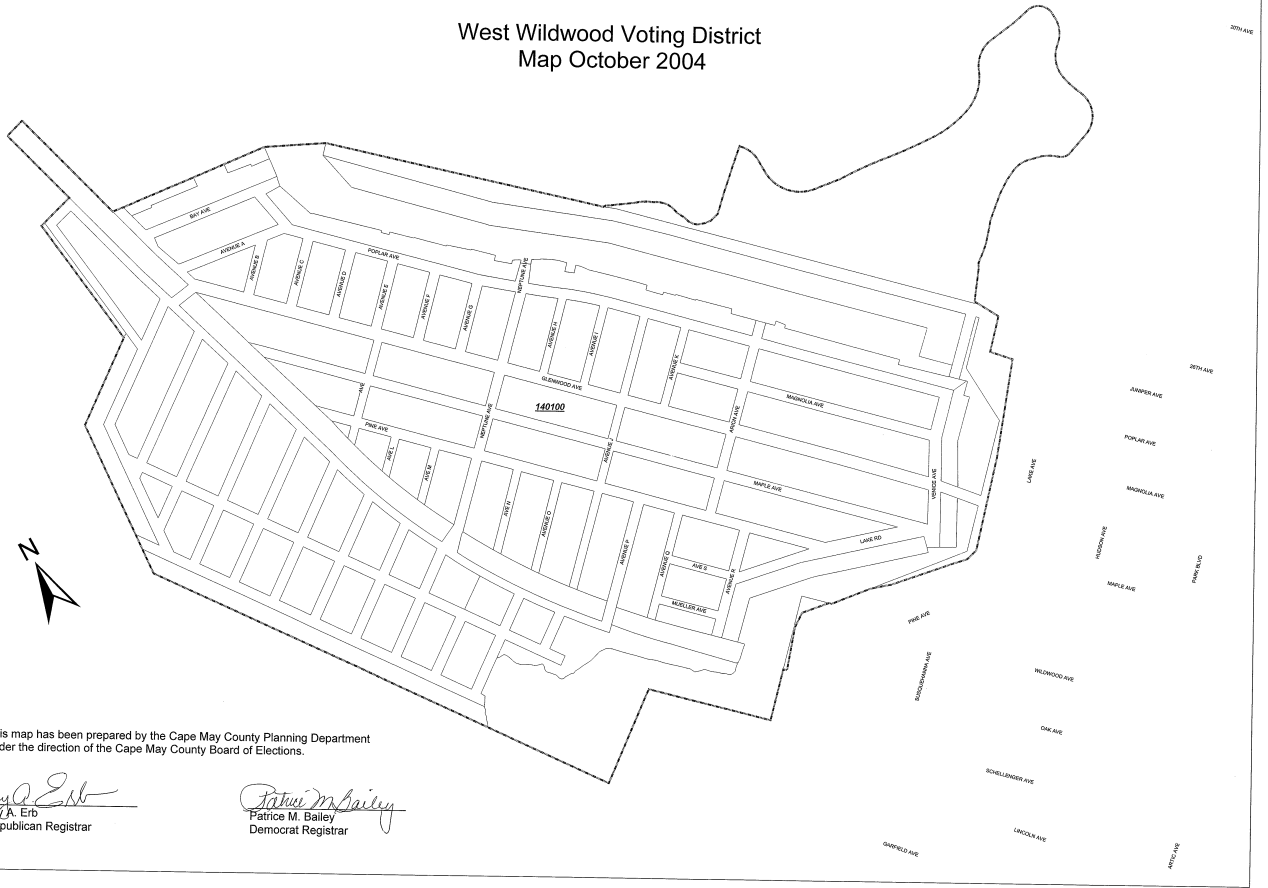 West Wildwood Voting District
Map October 2004
20TH AVE
BAY AVE
AVENUE A
AVENUE B
AVENUE C
AVENUE D
POPLAR AVE
AVENUE E
AVENUE F
AVENUE G
NEPTUNE AVE
AVENUE H
AVENUE I
AVENUE K
GLENWOOD AVE
140100
MAGNOLIA AVE
ARION AVE
26TH AVE
JUNIPER AVE
POPLAR AVE
MAGNOLIA AVE
LAKE AVE
AVE
PINE AVE
NEPTUNE AVE
AVE L
AVE M
AVENUE J
MAPLE AVE
VENICE AVE
AVE N
AVENUE O
AVENUE P
AVENUE Q
AVE S
AVENUE R
LAKE RD
MUELLER AVE
HUDSON AVE
PARK BLVD
MAPLE AVE
PINE AVE
SUSQUEHANNA AVE
WILDWOOD AVE
OAK AVE
SCHELLENGER AVE
LINCOLN AVE
GARFIELD AVE
ARTIC AVE
N
is map has been prepared by the Cape May County Planning Department
der the direction of the Cape May County Board of Elections.
y A. Erb
A. Erb
publican Registrar
Patrice M. Bailey
Patrice M. Bailey
Democrat Registrar